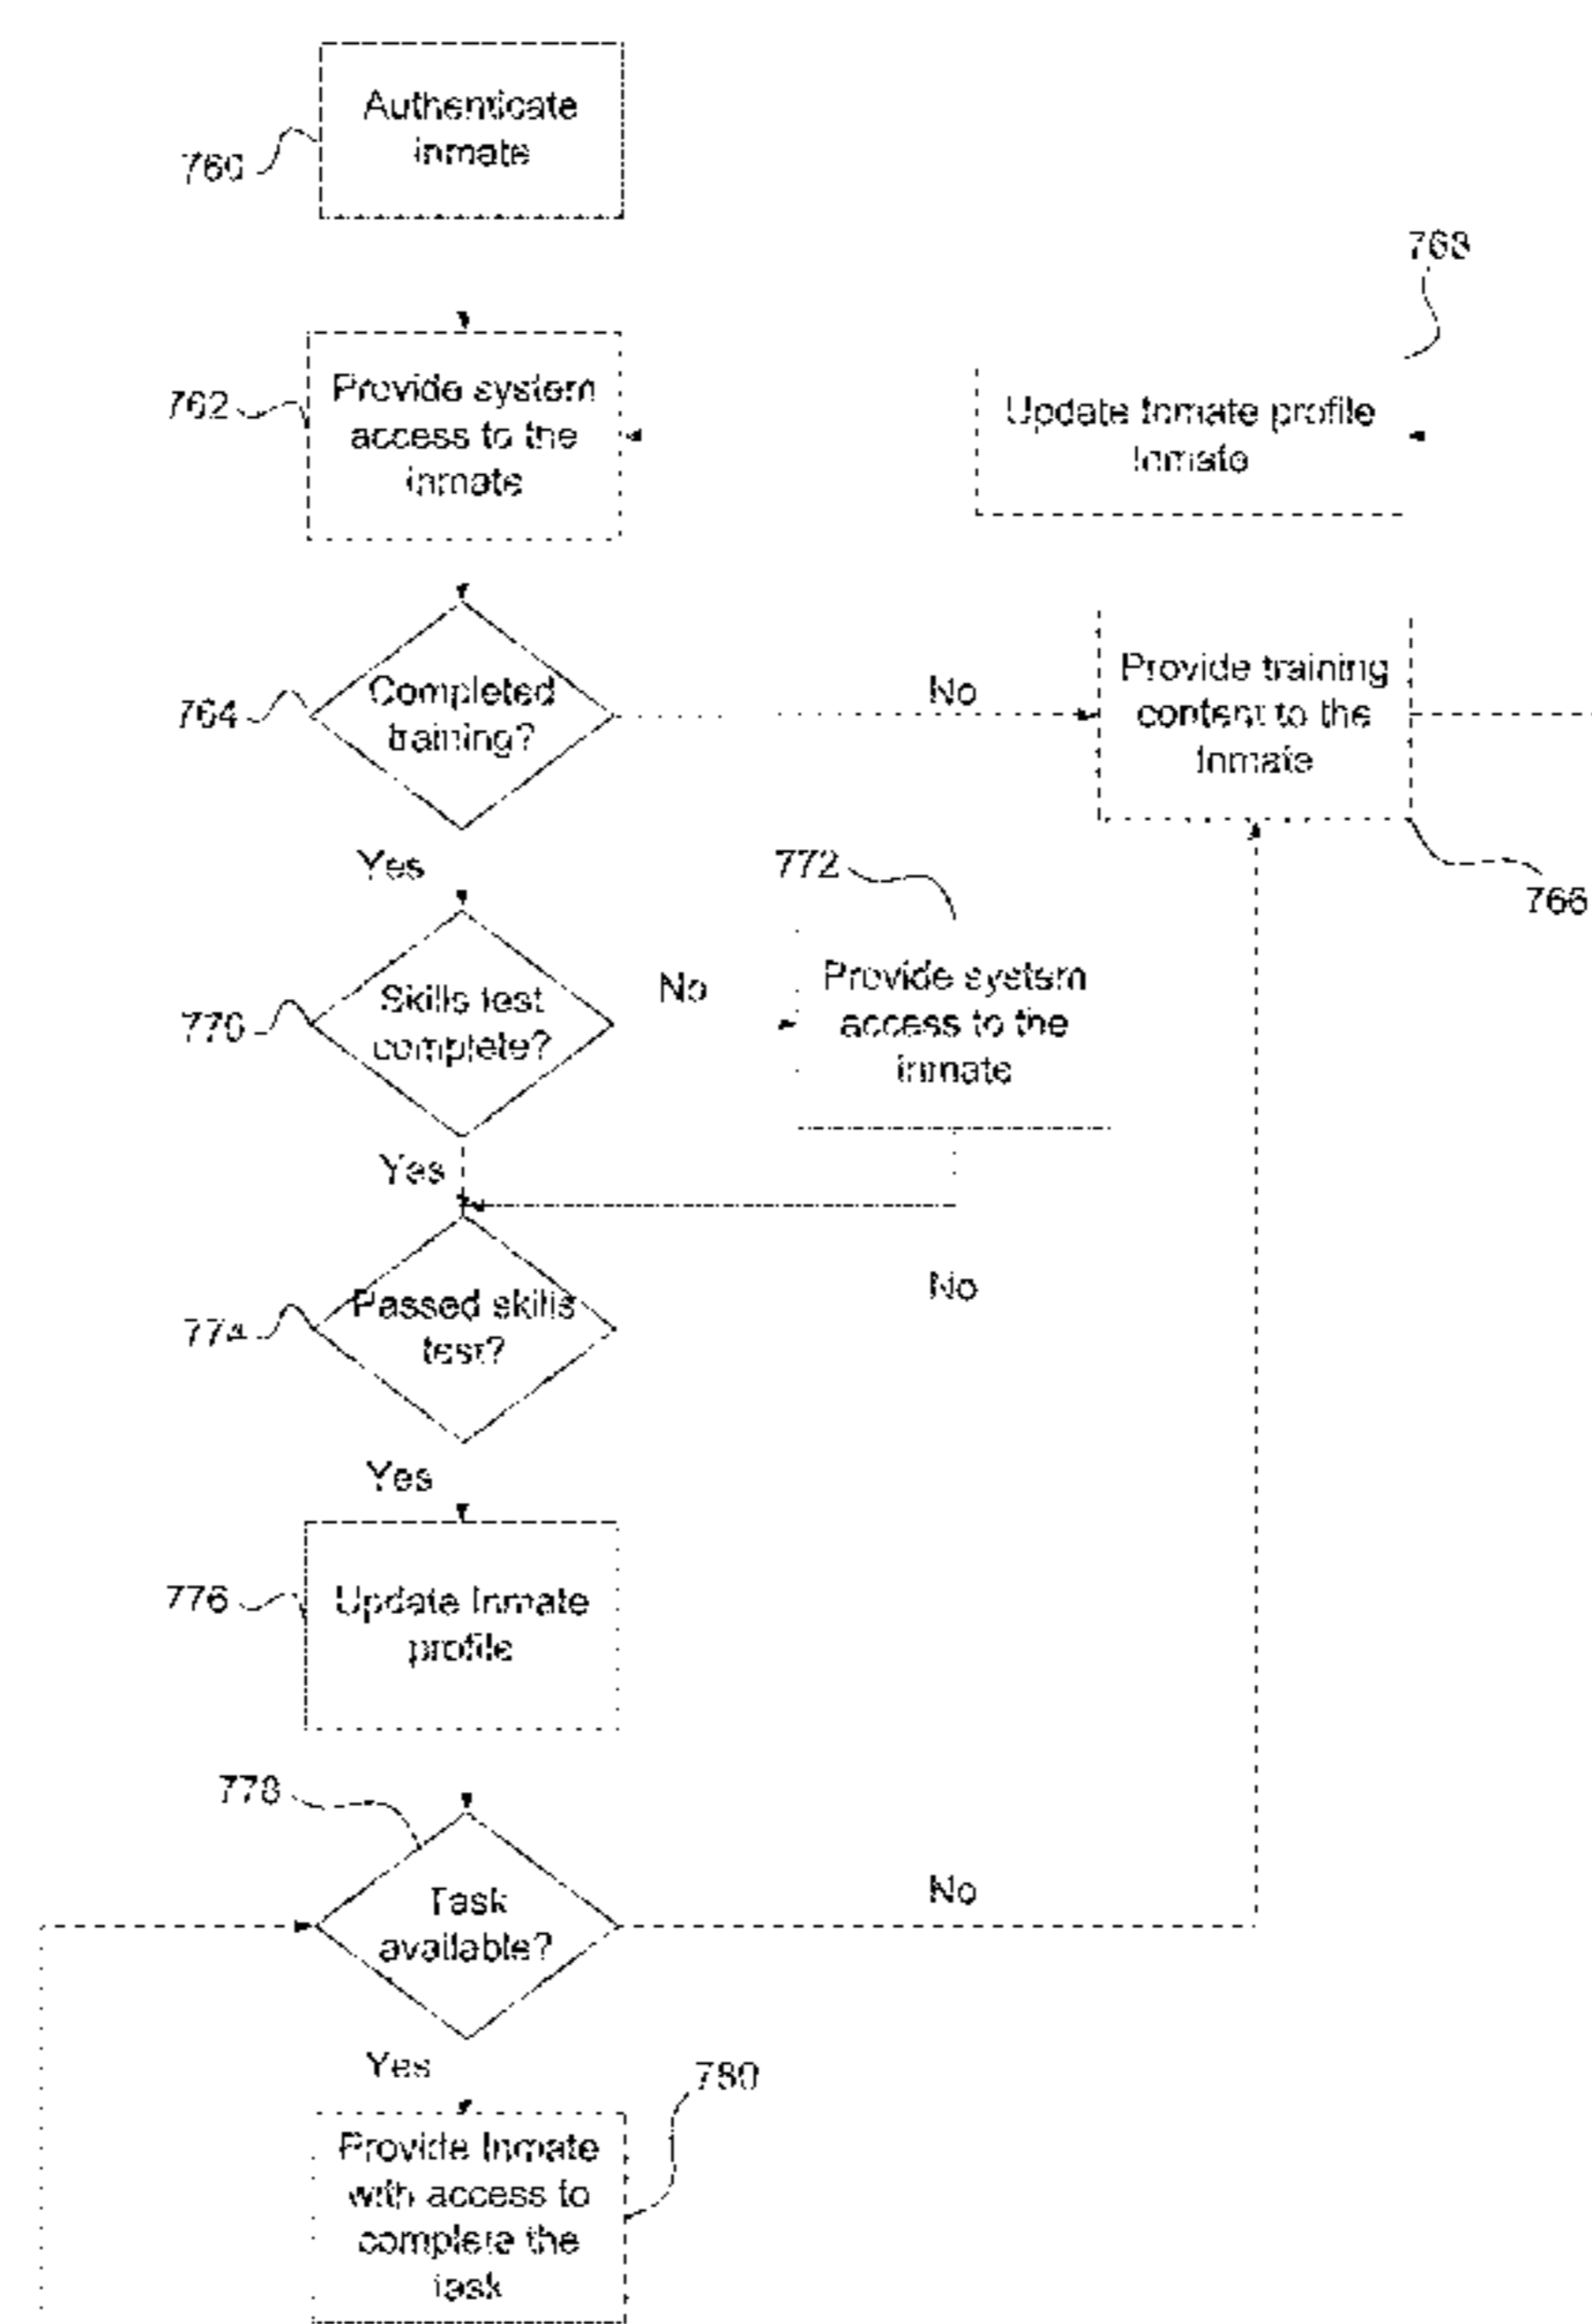 Authenticate
inmate
760
768
Provide system
access to the
inmate
762
Update Inmate profile
Inmate
Completed
training?
764
No
Provide training
content to the
Inmate
766
Yes
772
Skills test
complete?
770
No
Provide system
access to the
inmate
Yes
Passed skills
test?
774
No
Yes
Update Inmate
profile
776
778
Task
available?
No
Yes
780
Provide Inmate
with access to
complete the
task